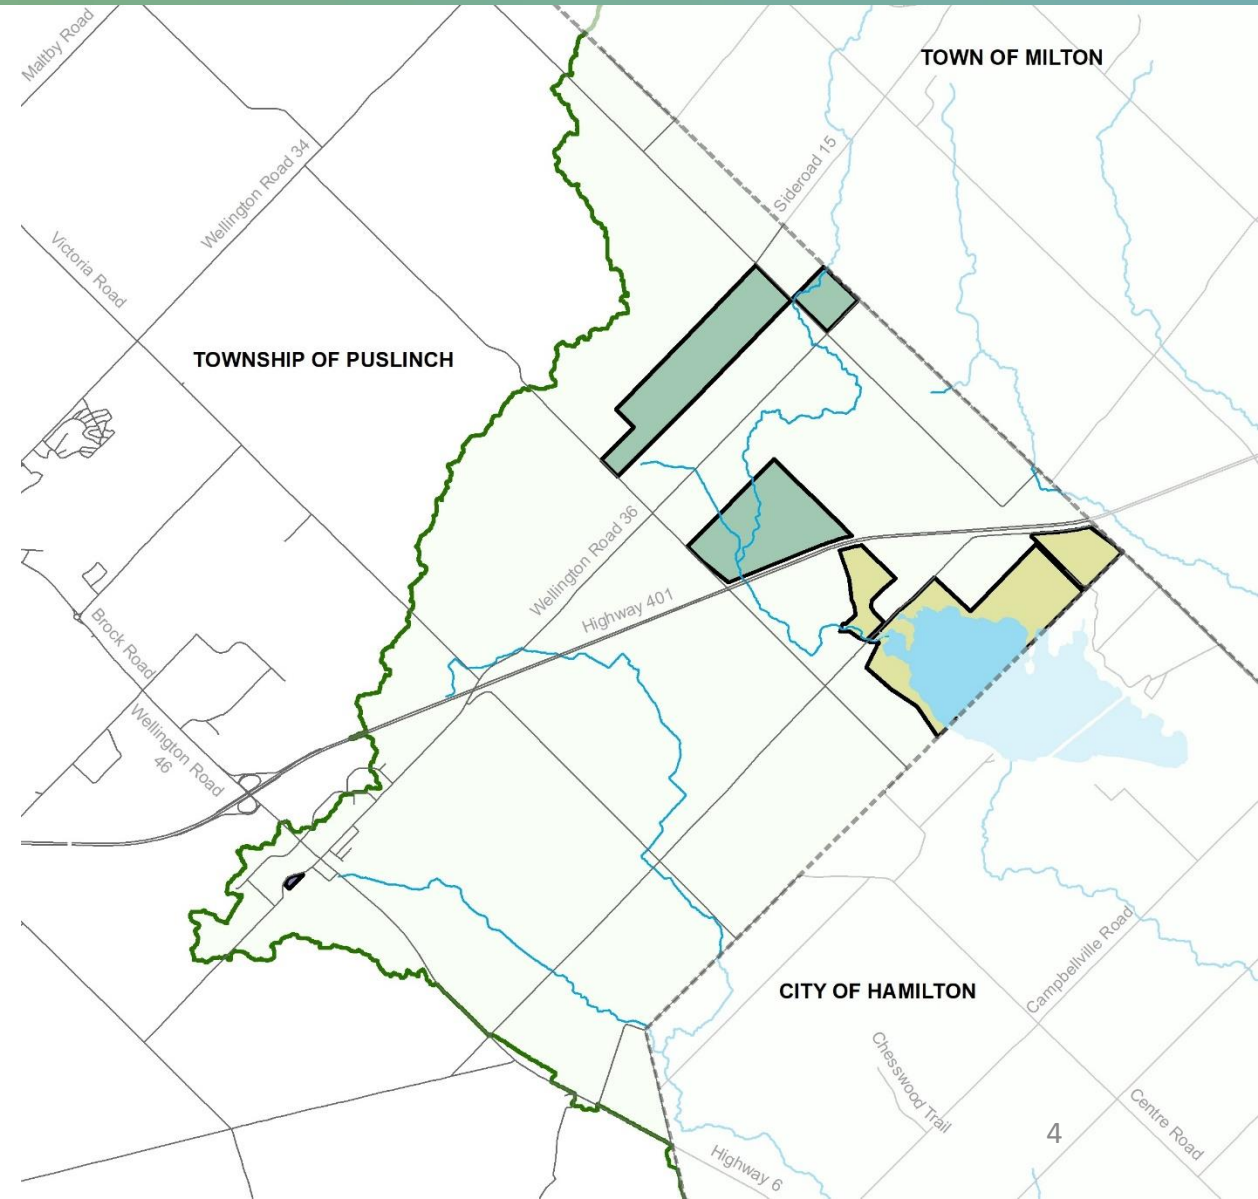 Maltby Road
TOWN OF MILTON
Wellington Road 34
Sideroad 15
Victoria Road
TOWNSHIP OF PUSLINCH
Wellington Road 36
Highway 401
Brock Road
Wellington Road
46
CITY OF HAMILTON
Campbellville Road
Chesswood Trail
Centre Road
4
Highway 6